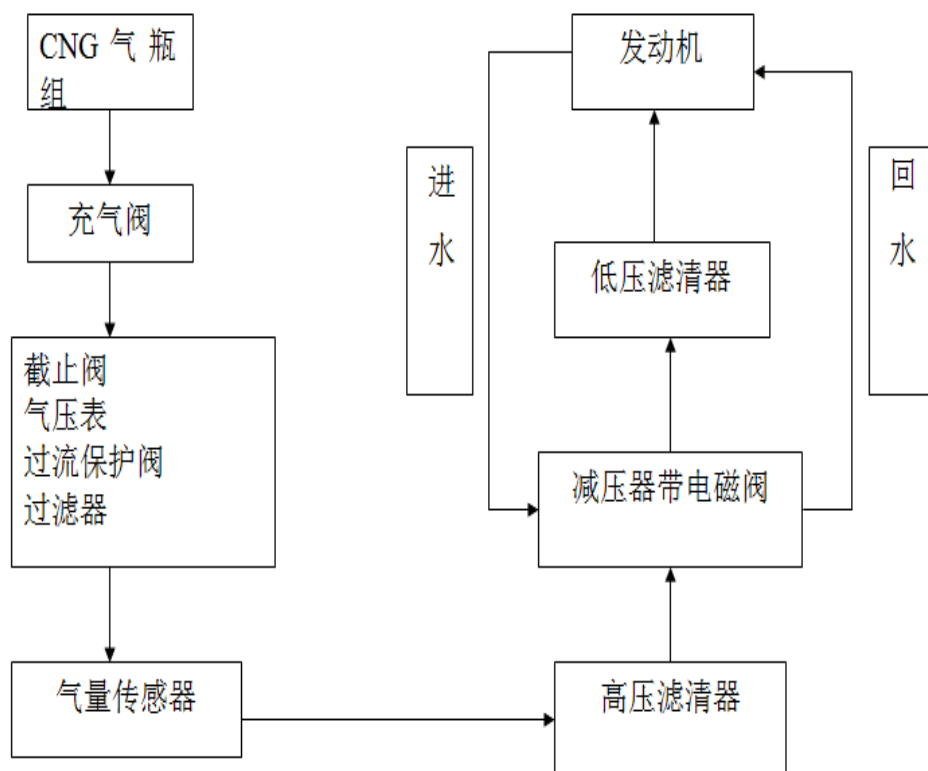 CNG 气 瓶
组
充气阀
截止阀
气压表
过流保护阀
过滤器
气量传感器
发动机
进
水
回
水
低压滤清器
减压器带电磁阀
高压滤清器